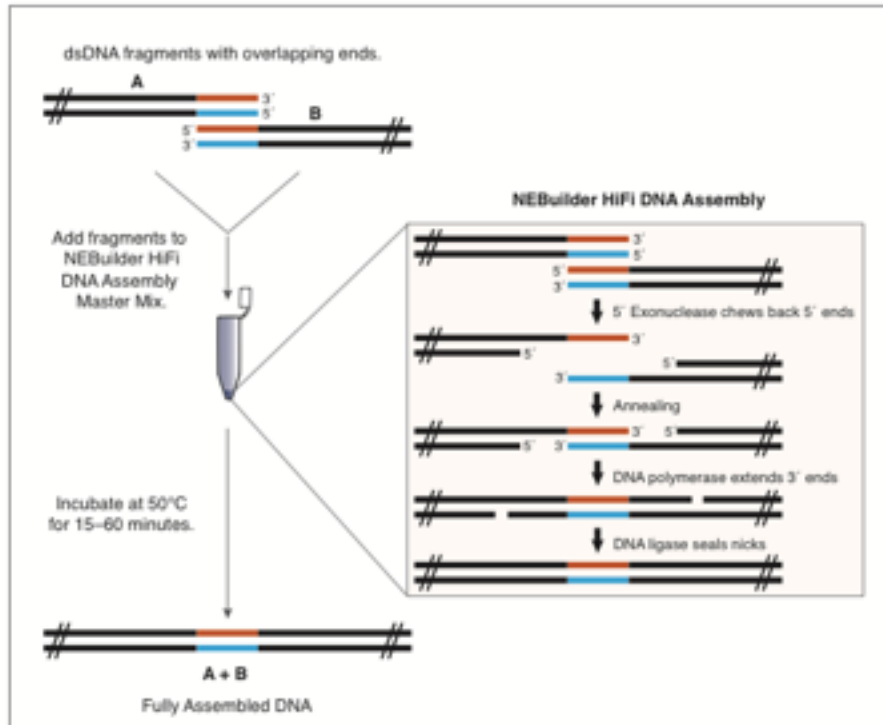 dsDNA fragments with overlapping ends.
A
3´
5´
B
5´
3´
Add fragments to
NEBuilder HiFi
DNA Assembly
Master Mix.
Incubate at 50°C
for 15–60 minutes.
A + B
Fully Assembled DNA
NEBuilder HiFi DNA Assembly
3´
5´
5´
3´
5´ Exonuclease chews back 5´ ends
3´
5´
5´
3´
Annealing
3´ 5´
5´ 3´
DNA polymerase extends 3´ ends
DNA ligase seals nicks